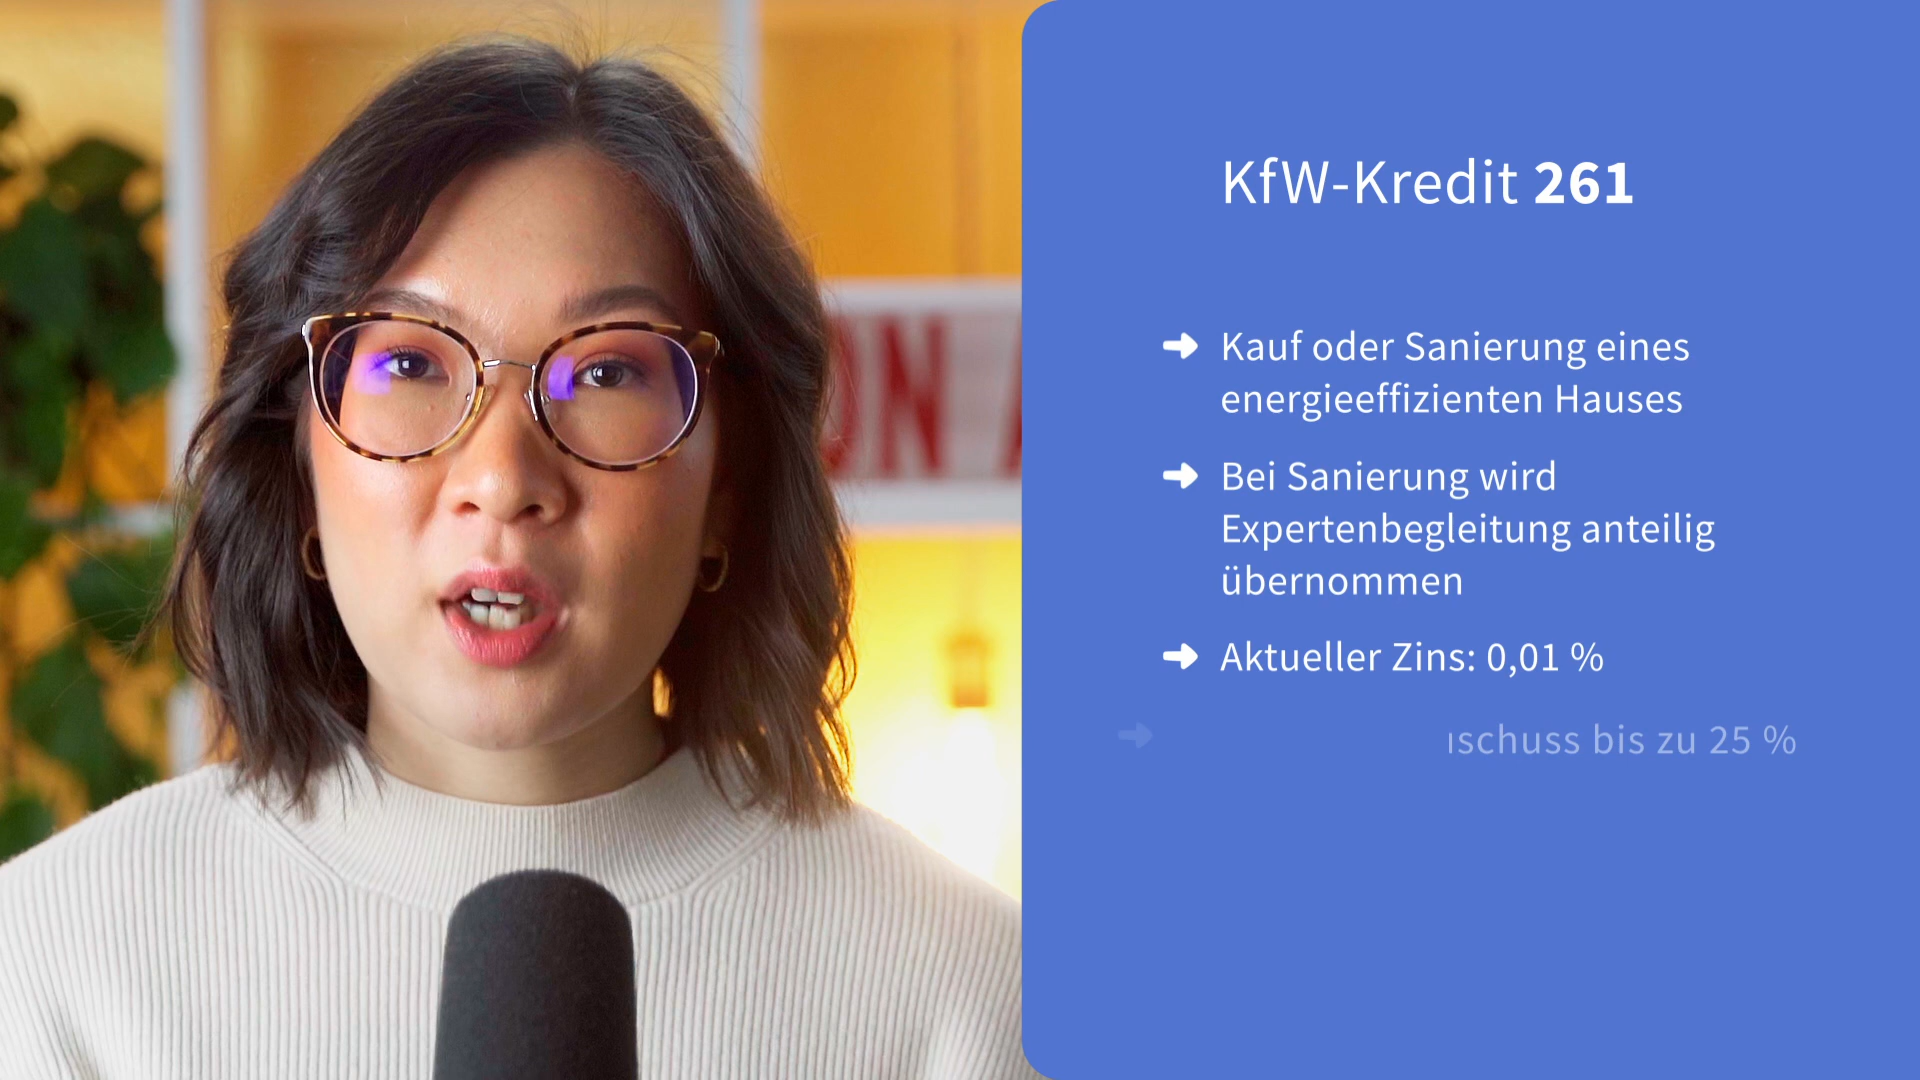 KfW-Kredit 261
ON
Kauf oder Sanierung eines
energieeffizienten Hauses
Bei Sanierung wird
Expertenbegleitung anteilig
übernommen
Aktueller Zins: 0,01 %
bis zu 25 %